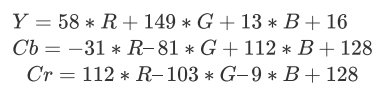 Y = 58 * R + 149 * G + 13 * B + 16
Cb = −31 * R–81 * G + 112 * B + 128
Cr = 112 * R–103 * G–9 * B + 128